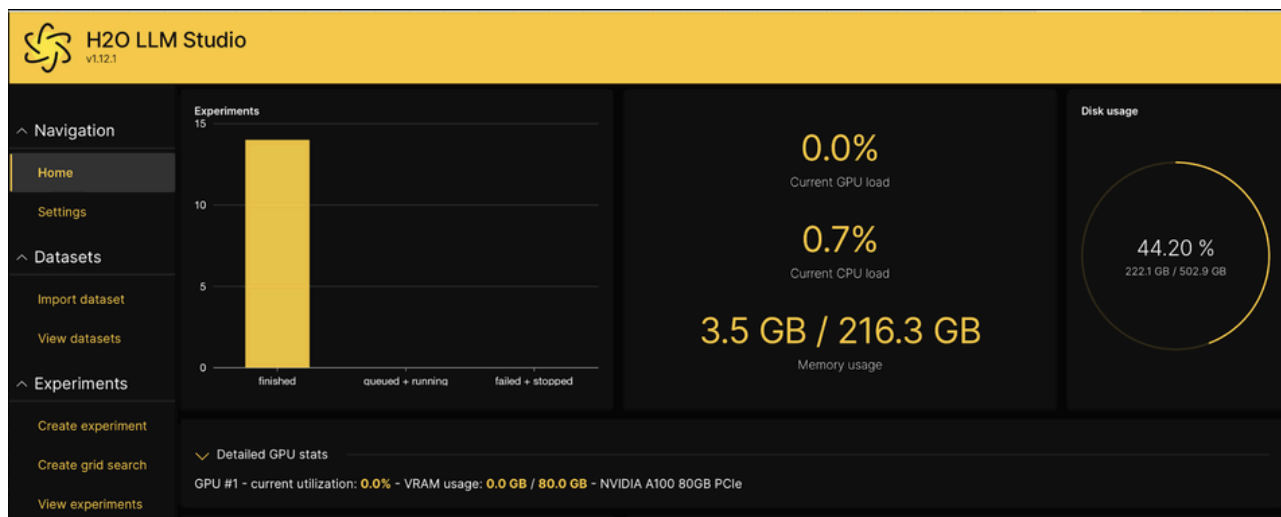 H2O LLM Studio
v1.12.1
Navigation
Home
Settings
Datasets
Import dataset
View datasets
Experiments
Create experiment
Create grid search
View experiments
Experiments
15
10
5
0
finished
queued + running
failed + stopped
0.0%
Current GPU load
0.7%
Current CPU load
3.5 GB / 216.3 GB
Memory usage
Disk usage
44.20 %
222.1 GB / 502.9 GB
Detailed GPU stats
GPU #1 - current utilization: 0.0% - VRAM usage: 0.0 GB / 80.0 GB - NVIDIA A100 80GB PCIe